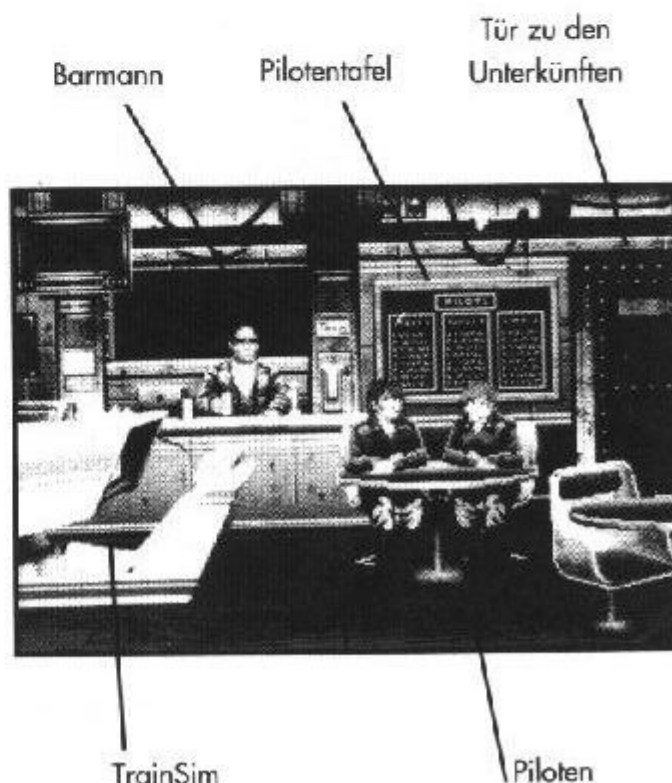 Barmann
Pilotentafel
Tür zu den
Unterkünften
PILOTS
TrainSim
Piloten